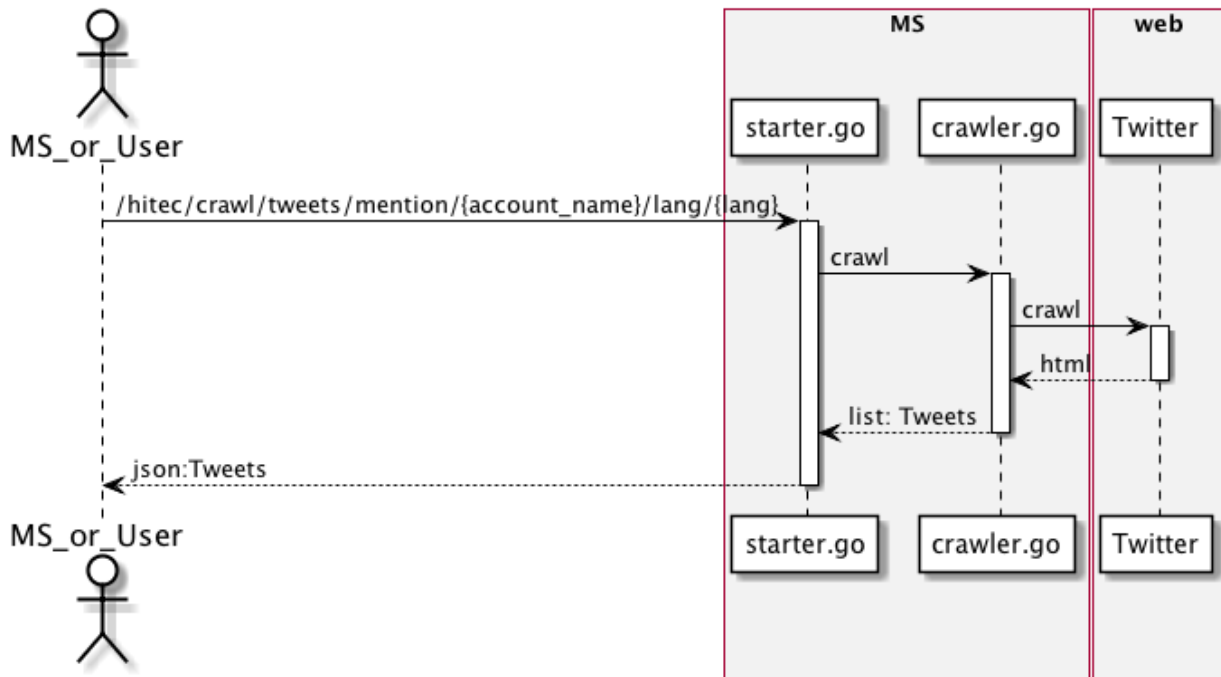 MS
web
MS_or_User
starter.go
crawler.go
Twitter
/hitec/crawl/tweets/mention/{account_name}/lang/{lang}
crawl
crawl
html
list: Tweets
json:Tweets
MS_or_User
starter.go
crawler.go
Twitter